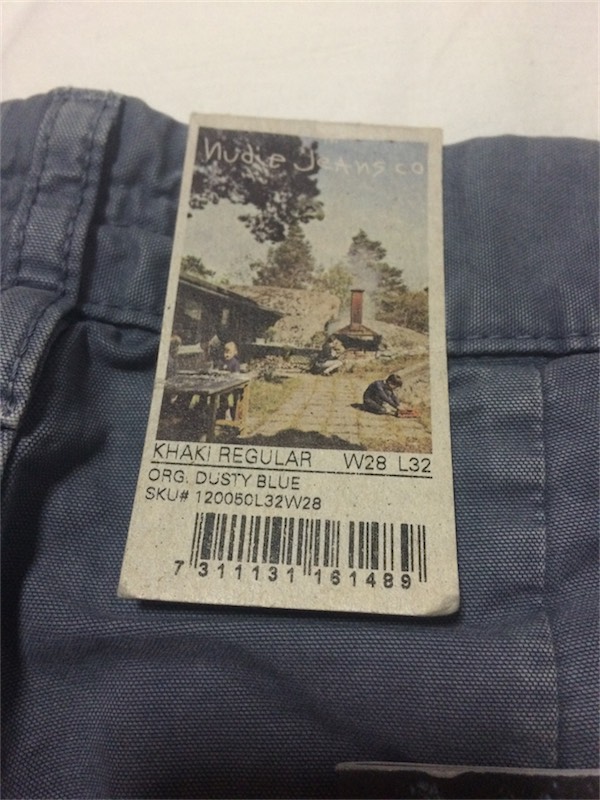 Nudie Jeans co
KHAKI REGULAR W28 L32
ORG. DUSTY BLUE
SKU# 120050L32W28
7 311131 161489